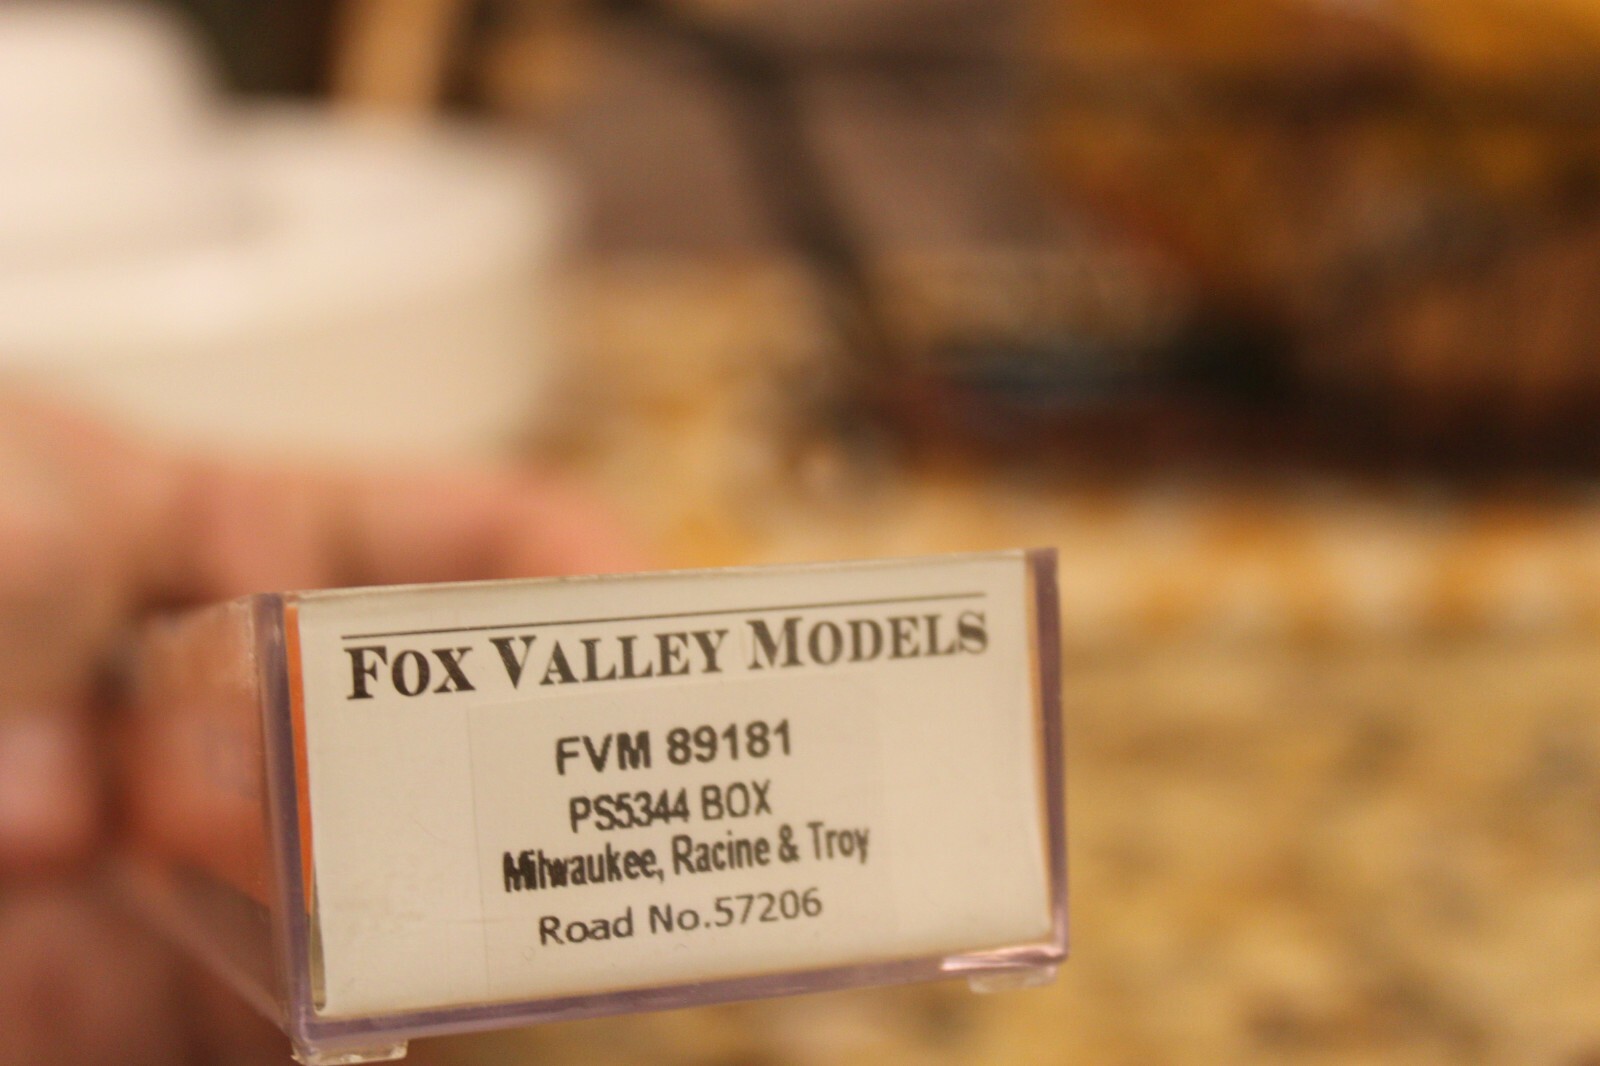 FOX VALLEY MODELS
FVM 89181
PS5344 BOX
Milwaukee, Racine & Troy
Road No.57206